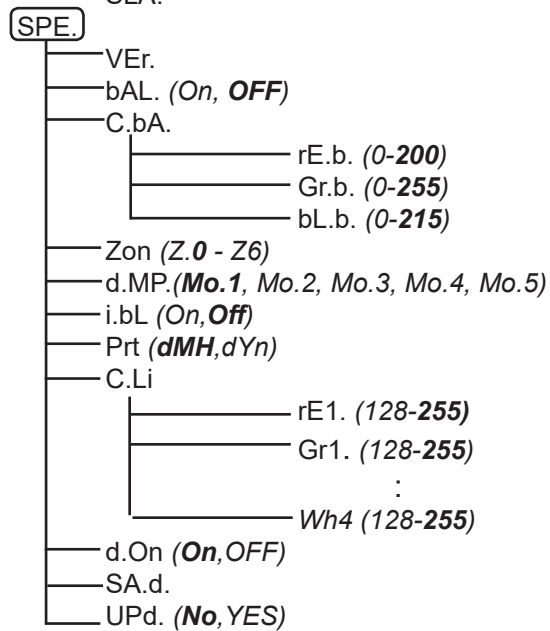 SPE.
VEr.
bAL. (On, OFF)
C.bA.
rE.b. (0-200)
Gr.b. (0-255)
bL.b. (0-215)
Zon (Z.0 - Z6)
d.MP.(Mo.1, Mo.2, Mo.3, Mo.4, Mo.5)
i.bL (On,Off)
Prt (dMH,dYn)
C.Li
rE1. (128-255)
Gr1. (128-255)
:
Wh4 (128-255)
d.On (On,OFF)
SA.d.
UPd. (No,YES)